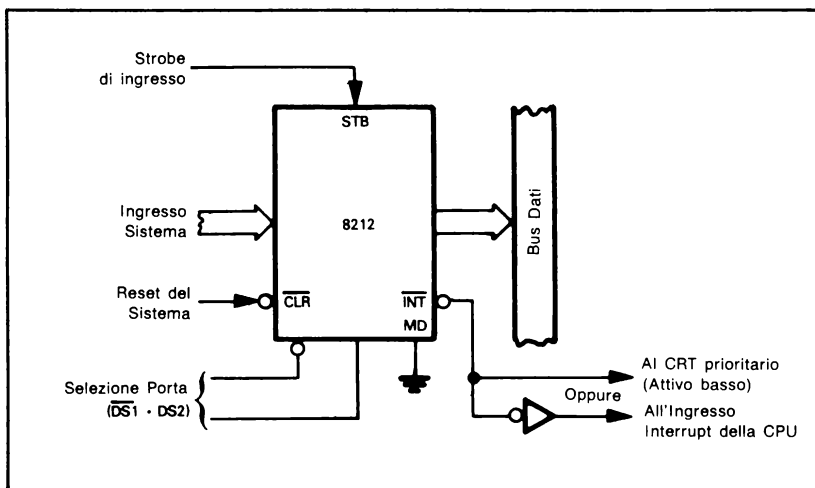 Strobe
di ingresso
STB
Ingresso
Sistema
8212
Bus Dati
Reset del
Sistema
CLR
INT
MD
Selezione Porta
(DS1 · DS2)
Al CRT prioritario
(Attivo basso)
Oppure
All'Ingresso
Interrupt della CPU